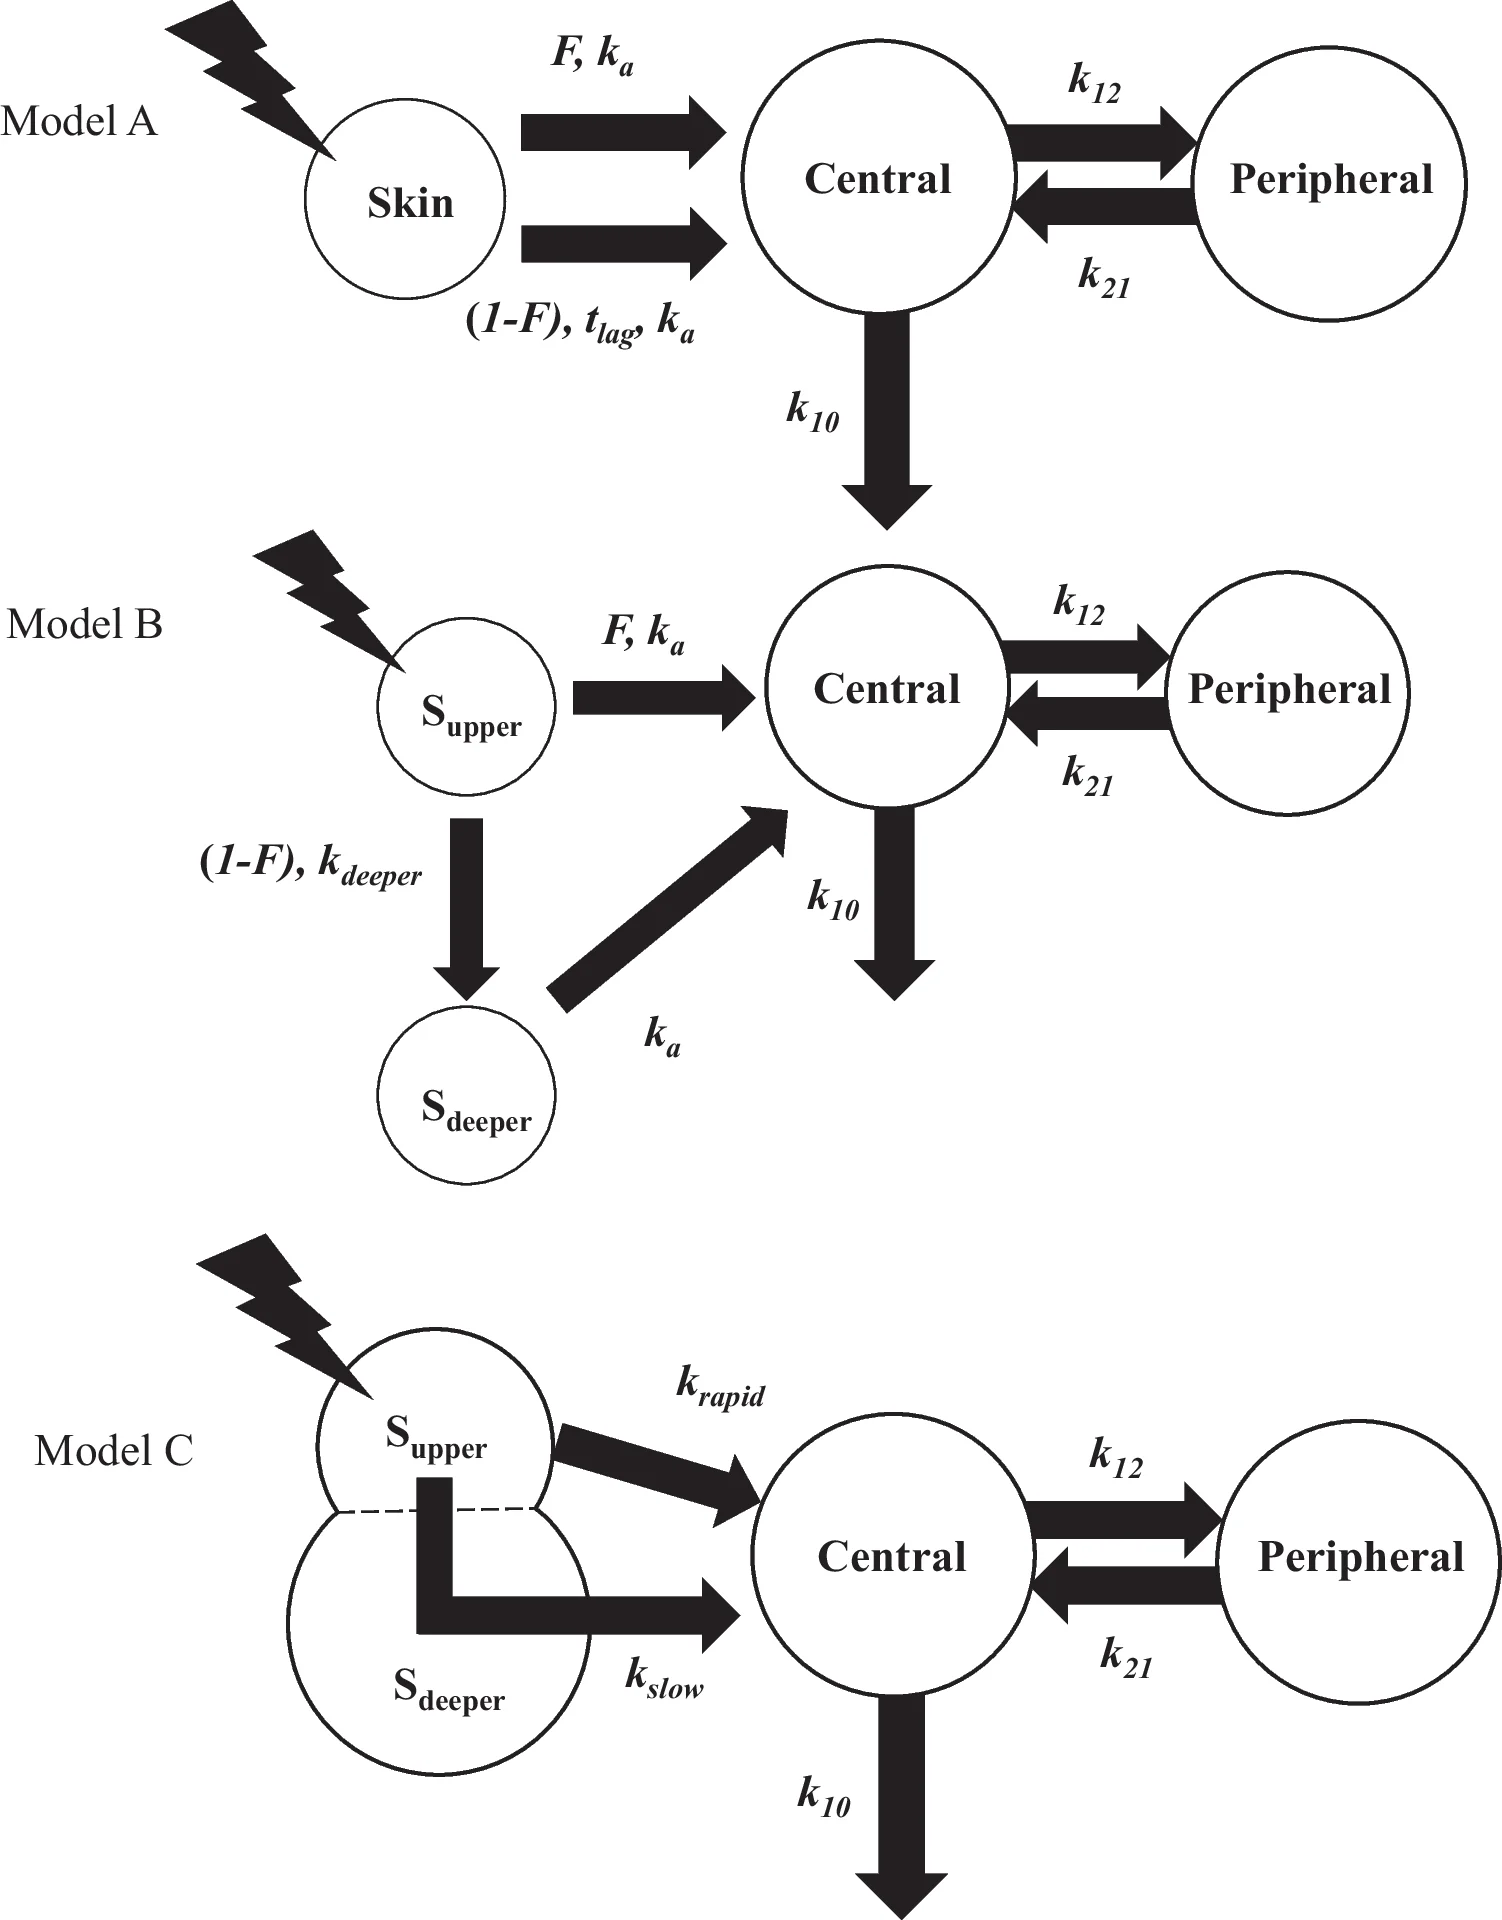 F, ka
k12
Model A
Central
Peripheral
Skin
k21
(1-F), tlag, ka
k10
k12
Model B
F, ka
Central
Peripheral
Supper
k21
(1-F), kdeeper
k10
ka
Sdeeper
krapid
Supper
Model C
k12
Central
Peripheral
k21
kslow
Sdeeper
k10